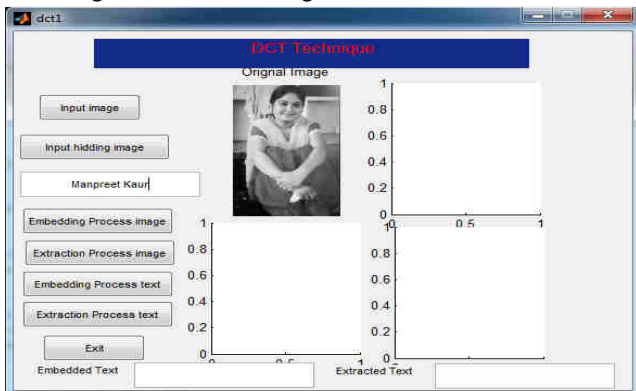 dct1
DCT Technique
Orignal Image
Input image
Input hidding image
Manpreet Kaur
Embedding Process image
Extraction Process image
Embedding Process text
Extraction Process text
Exit
Embedded Text
Extracted Text
1
0.8
0.6
0.4
0.2
0
0.5
1
1
0.8
0.6
0.4
0.2
0
1
1
0.8
0.6
0.4
0.2
0